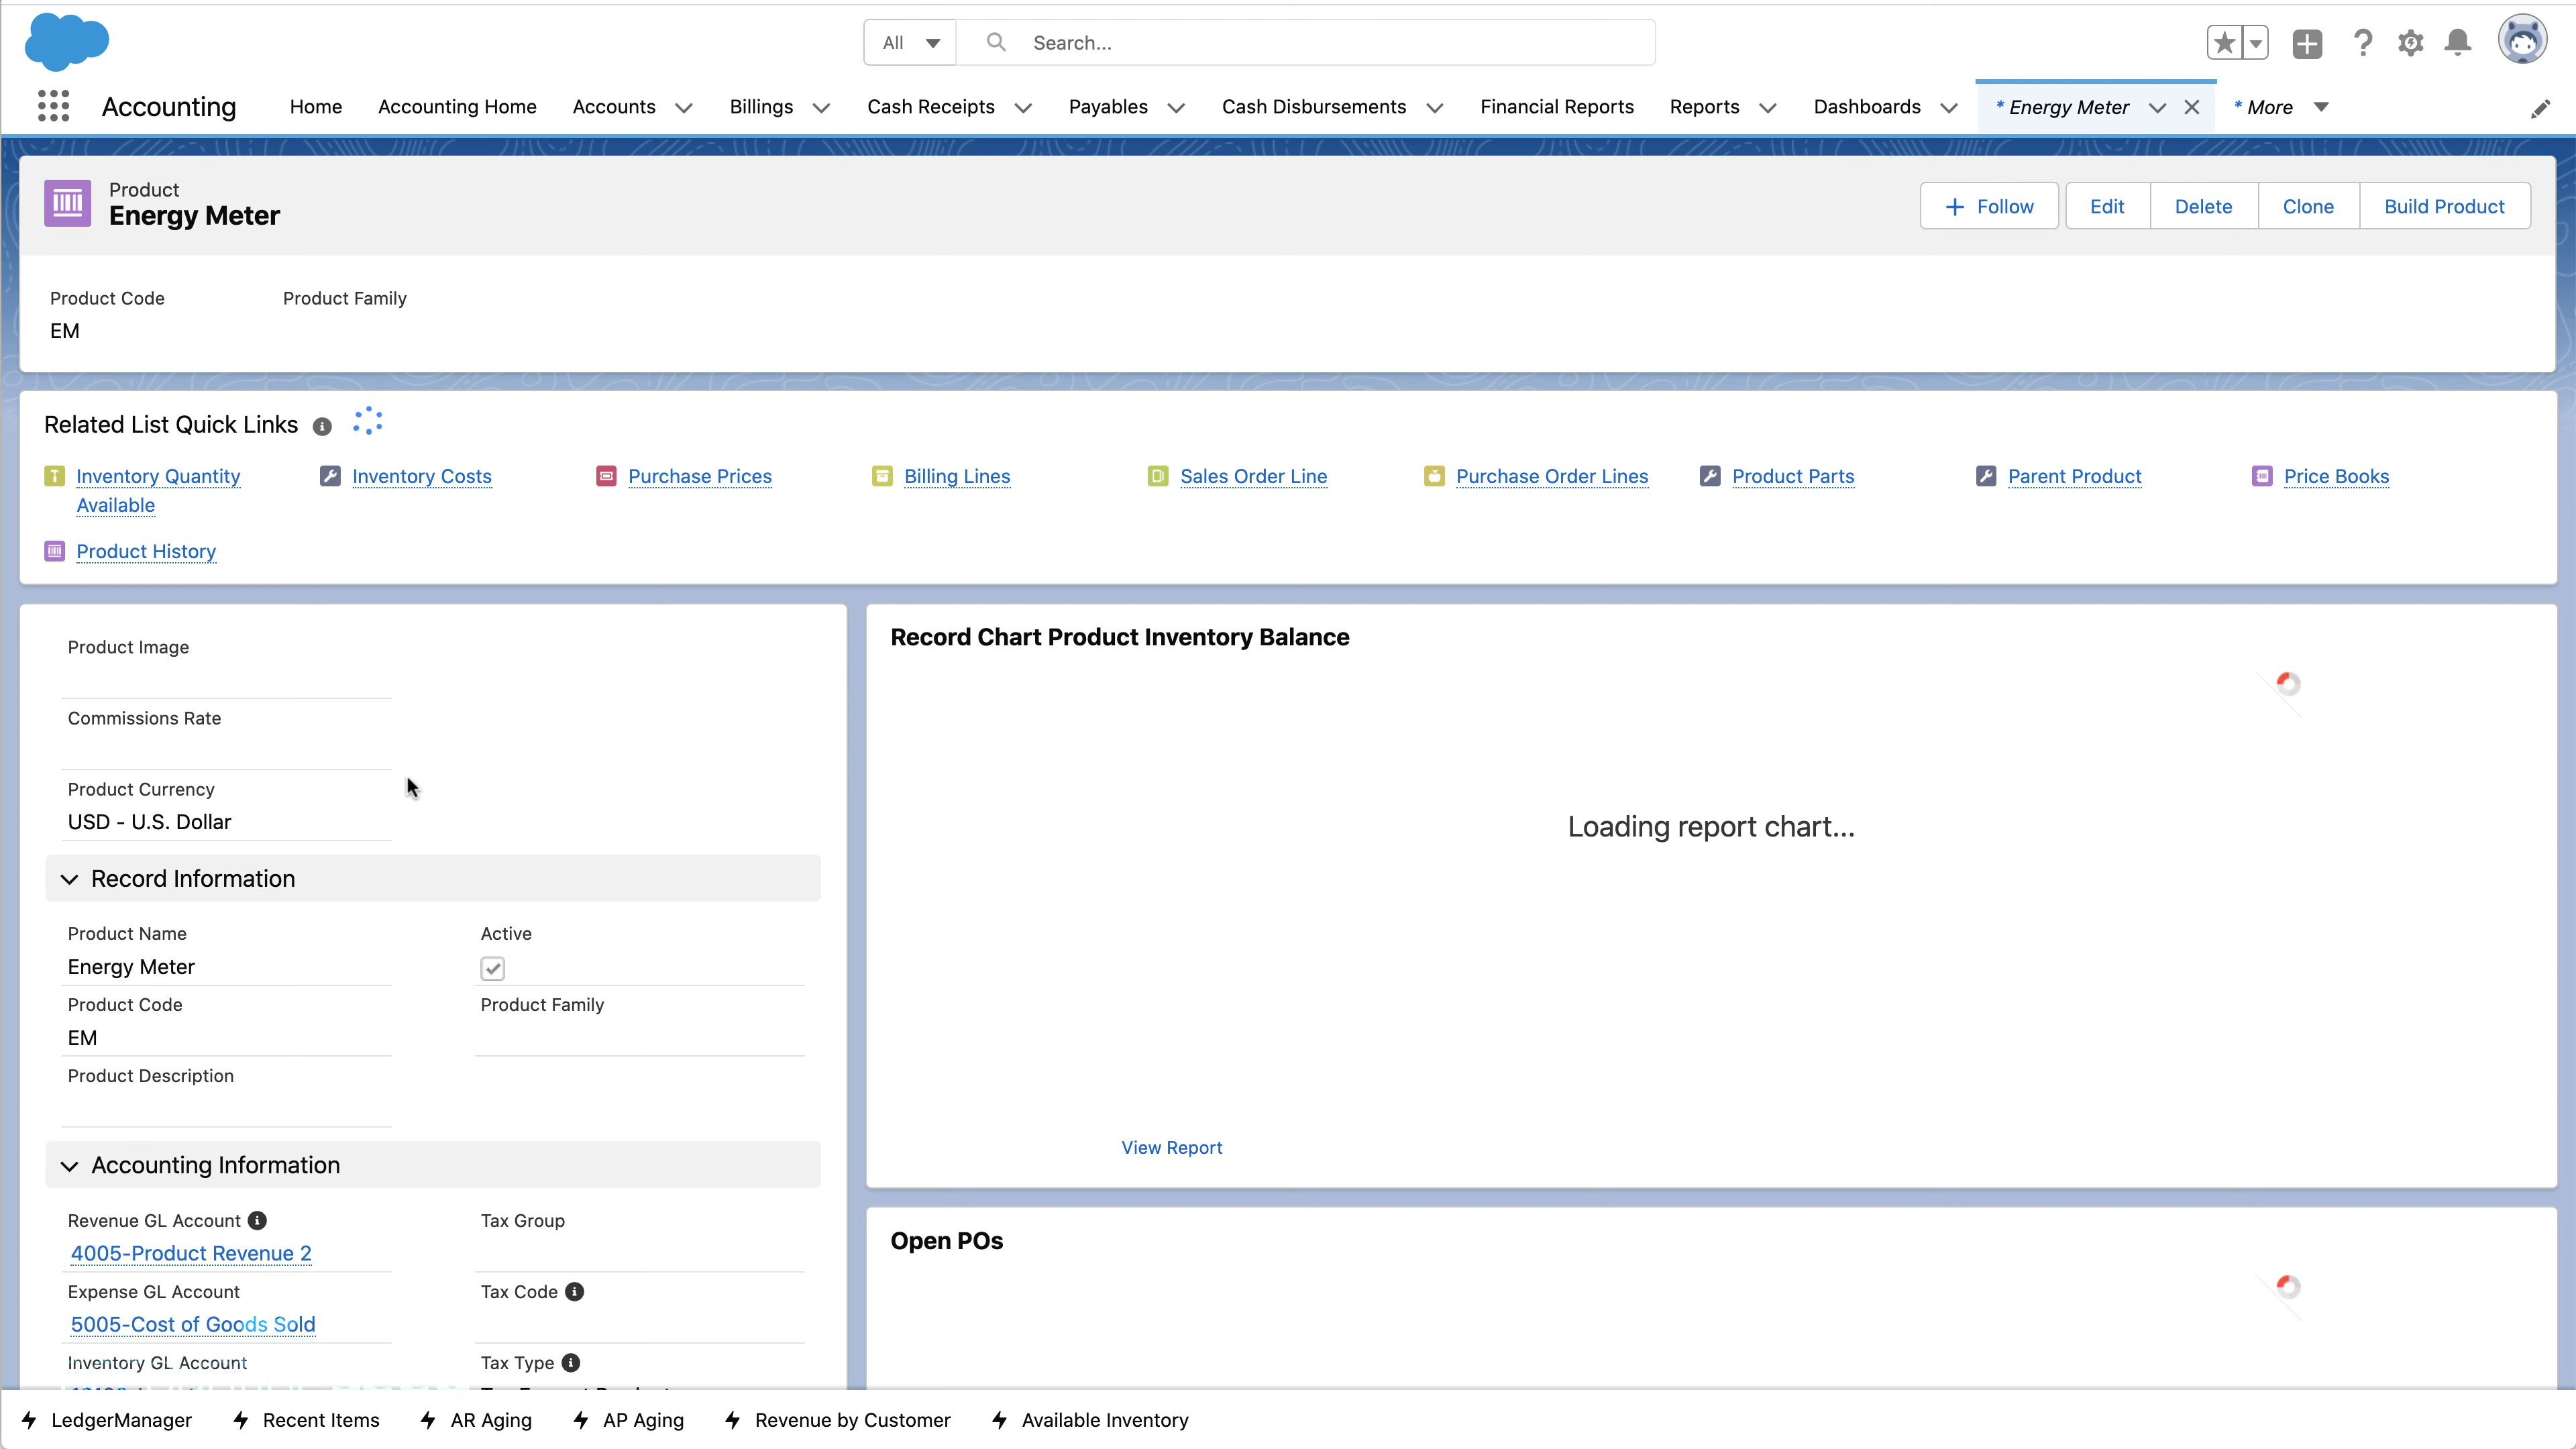 All Search...
Accounting Home Accounting Home Accounts Billings Cash Receipts Payables Cash Disbursements Financial Reports Reports Dashboards * Energy Meter * More
Product
Energy Meter
Follow Edit Delete Clone Build Product
Product Code Product Family
EM
Related List Quick Links
Inventory Quantity Available Inventory Costs Purchase Prices Billing Lines Sales Order Line Purchase Order Lines Product Parts Parent Product Price Books
Product History
Product Image
Commissions Rate
Product Currency
USD - U.S. Dollar
Record Information
Product Name Active
Energy Meter
Product Code Product Family
EM
Product Description
Accounting Information
Revenue GL Account Tax Group
4005-Product Revenue 2
Expense GL Account Tax Code
5005-Cost of Goods Sold
Inventory GL Account Tax Type
Record Chart Product Inventory Balance
Loading report chart...
View Report
Open POs
LedgerManager Recent Items AR Aging AP Aging Revenue by Customer Available Inventory